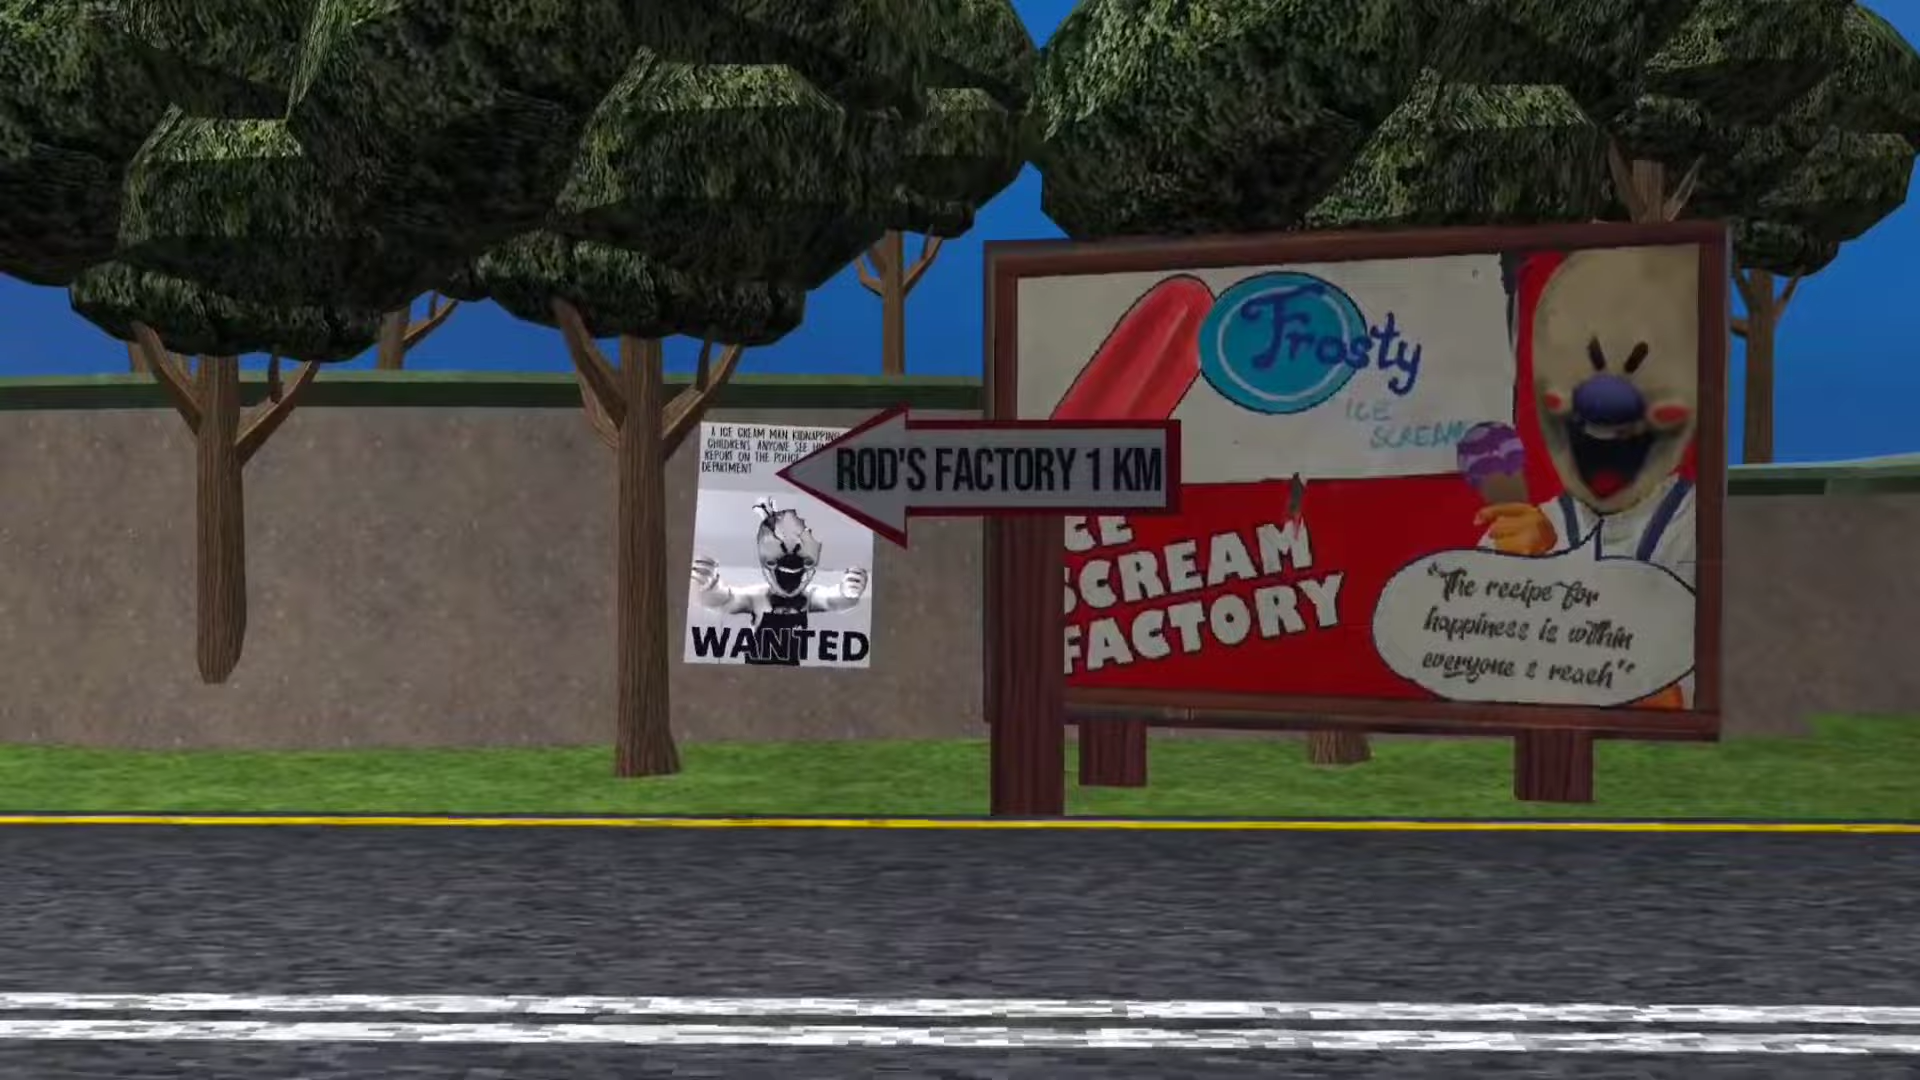 A ICE CREAM MAN KIDNAPPING
CHILDRENS ANYONE SEE
REPORT ON THE POLICE
DEPARTMENT
WANTED
ROD'S FACTORY 1 KM
Frosty
ICE
SCREAM
CE
SCREAM
FACTORY
"The recipe for
happiness is within
everyone s reach"